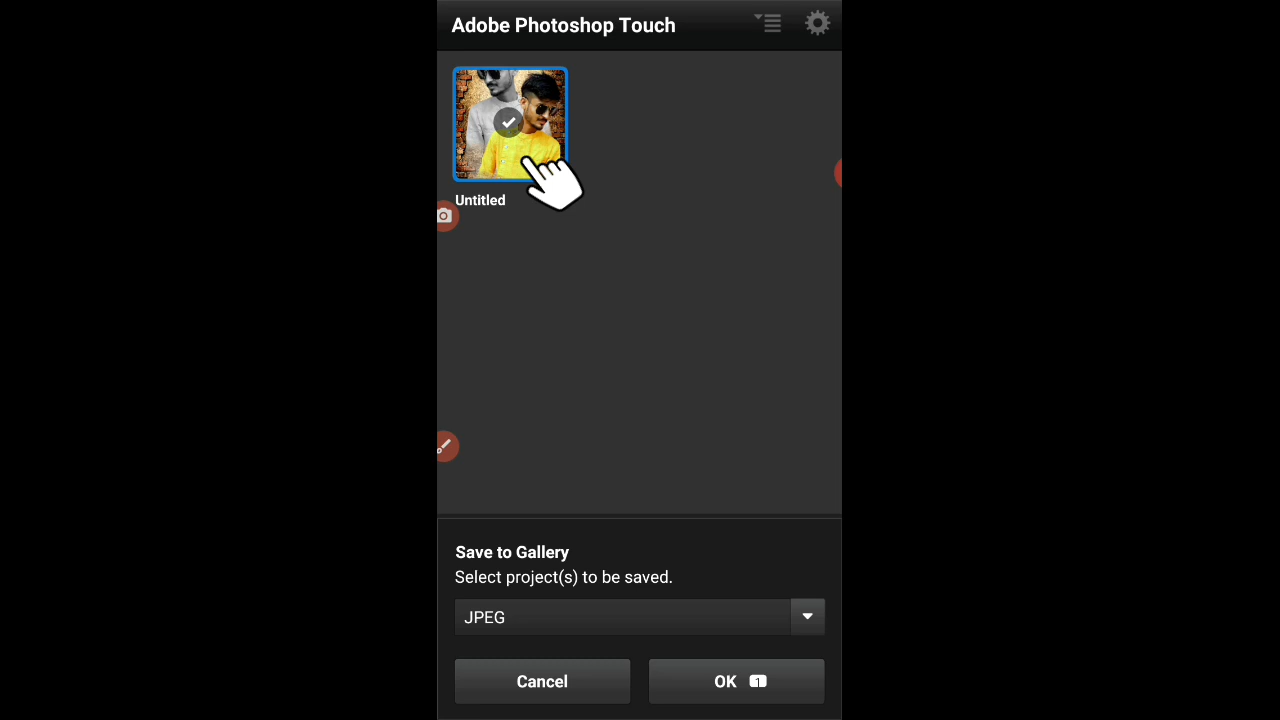 Adobe Photoshop Touch
Untitled
Save to Gallery
Select project(s) to be saved.
JPEG
Cancel
OK 1